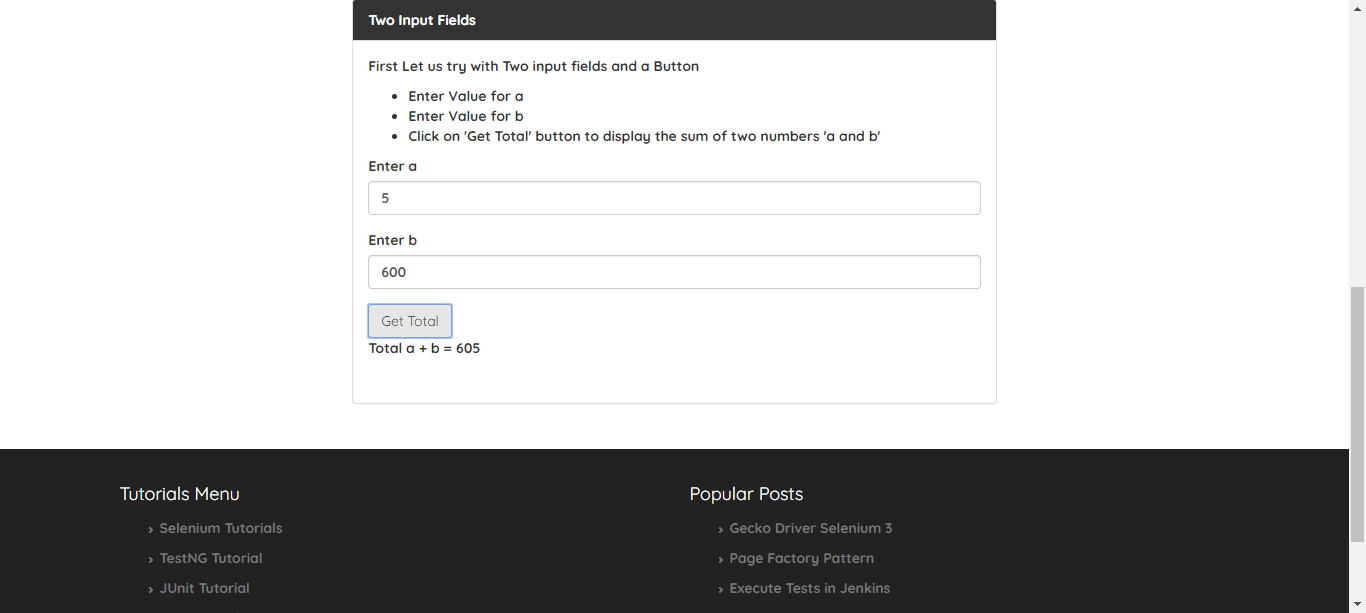 Two Input Fields
First Let us try with Two input fields and a Button
Enter Value for a
Enter Value for b
Click on 'Get Total' button to display the sum of two numbers 'a and b'
Enter a
5
Enter b
600
Get Total
Total a + b = 605
Tutorials Menu
Selenium Tutorials
TestNG Tutorial
JUnit Tutorial
Popular Posts
Gecko Driver Selenium 3
Page Factory Pattern
Execute Tests in Jenkins